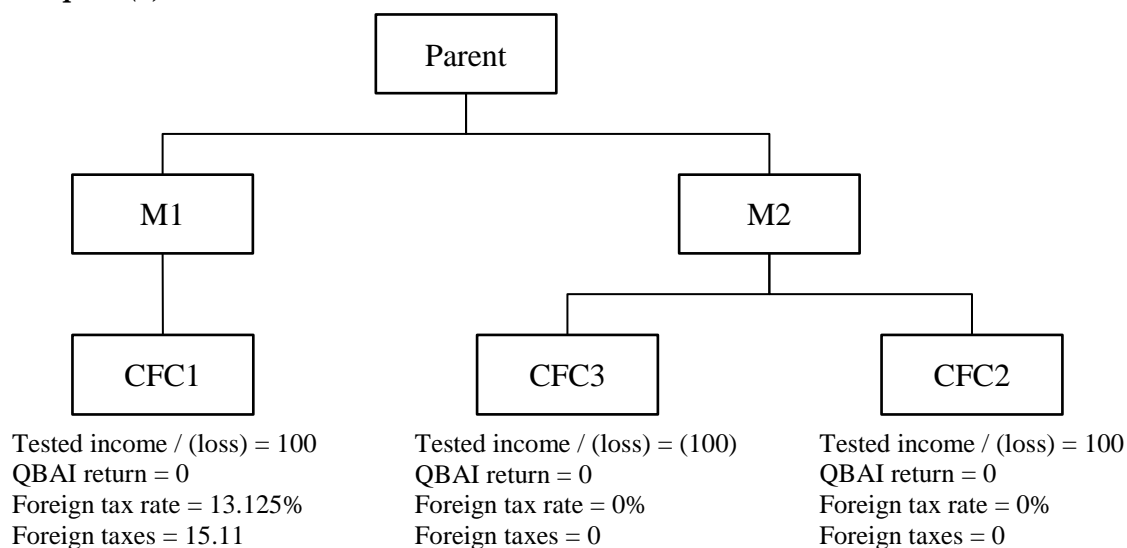 Parent
M1
M2
CFC1
CFC3
CFC2
Tested income / (loss) = 100
QBAI return = 0
Foreign tax rate = 13.125%
Foreign taxes = 15.11
Tested income / (loss) = (100)
QBAI return = 0
Foreign tax rate = 0%
Foreign taxes = 0
Tested income / (loss) = 100
QBAI return = 0
Foreign tax rate = 0%
Foreign taxes = 0